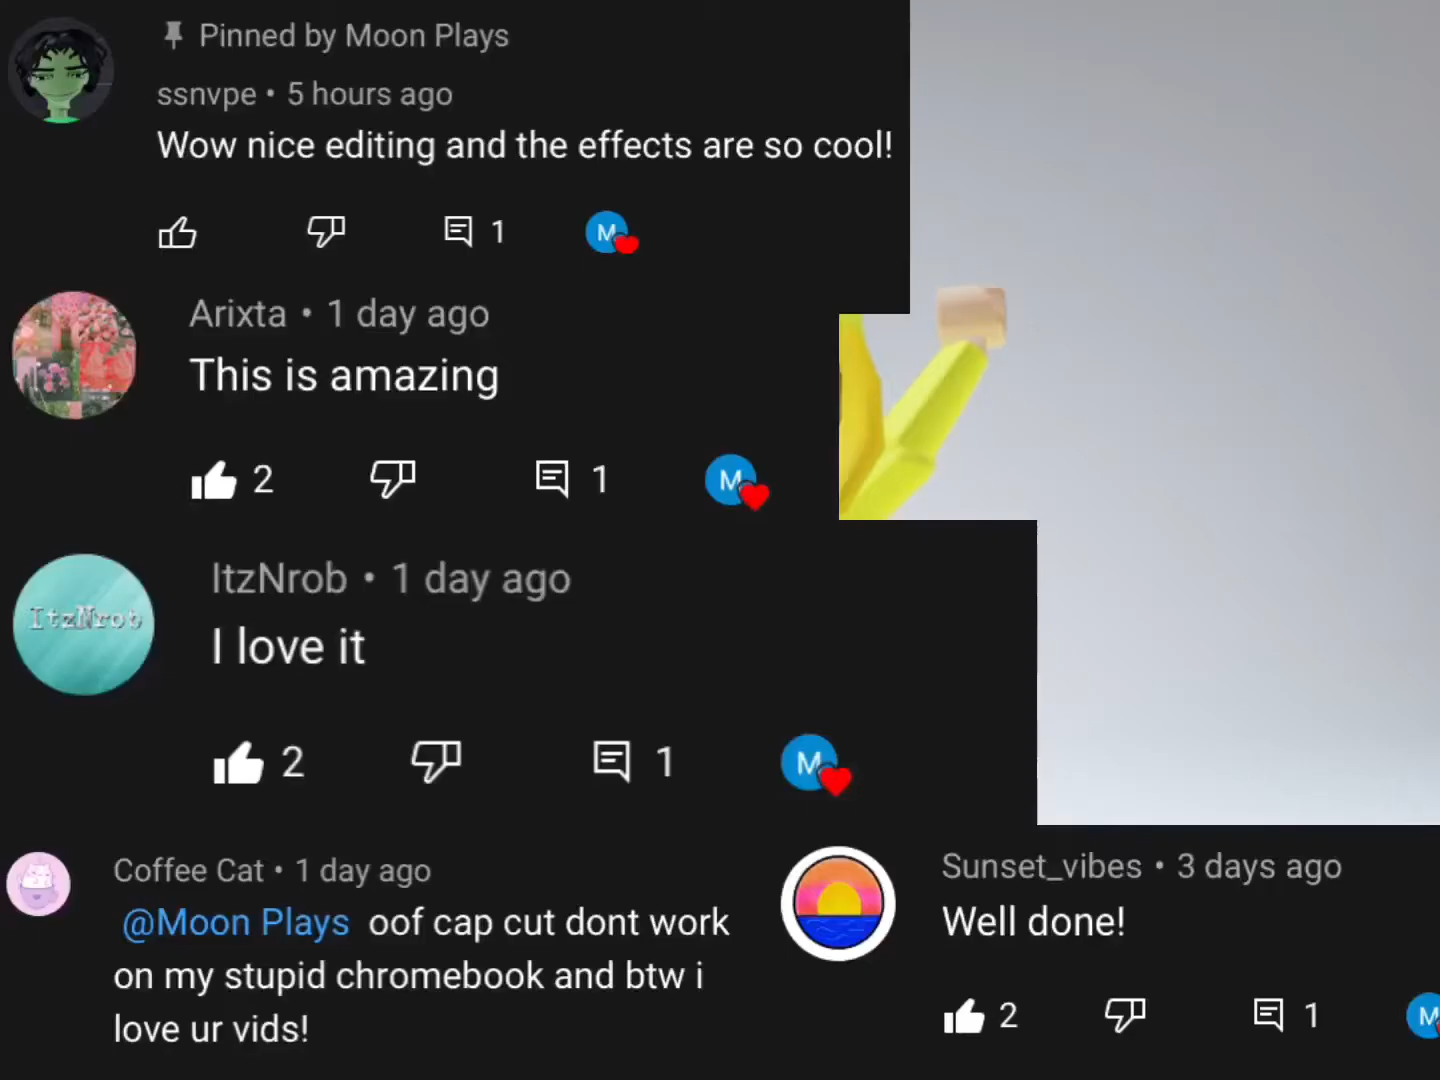 Pinned by Moon Plays
ssnvpe • 5 hours ago
Wow nice editing and the effects are so cool!
1
M
Arixta • 1 day ago
This is amazing
2
1
M
ItzNrob
ItzNrob • 1 day ago
I love it
2
1
M
Coffee Cat • 1 day ago
@Moon Plays oof cap cut dont work
on my stupid chromebook and btw i
love ur vids!
Sunset_vibes • 3 days ago
Well done!
2
1
M